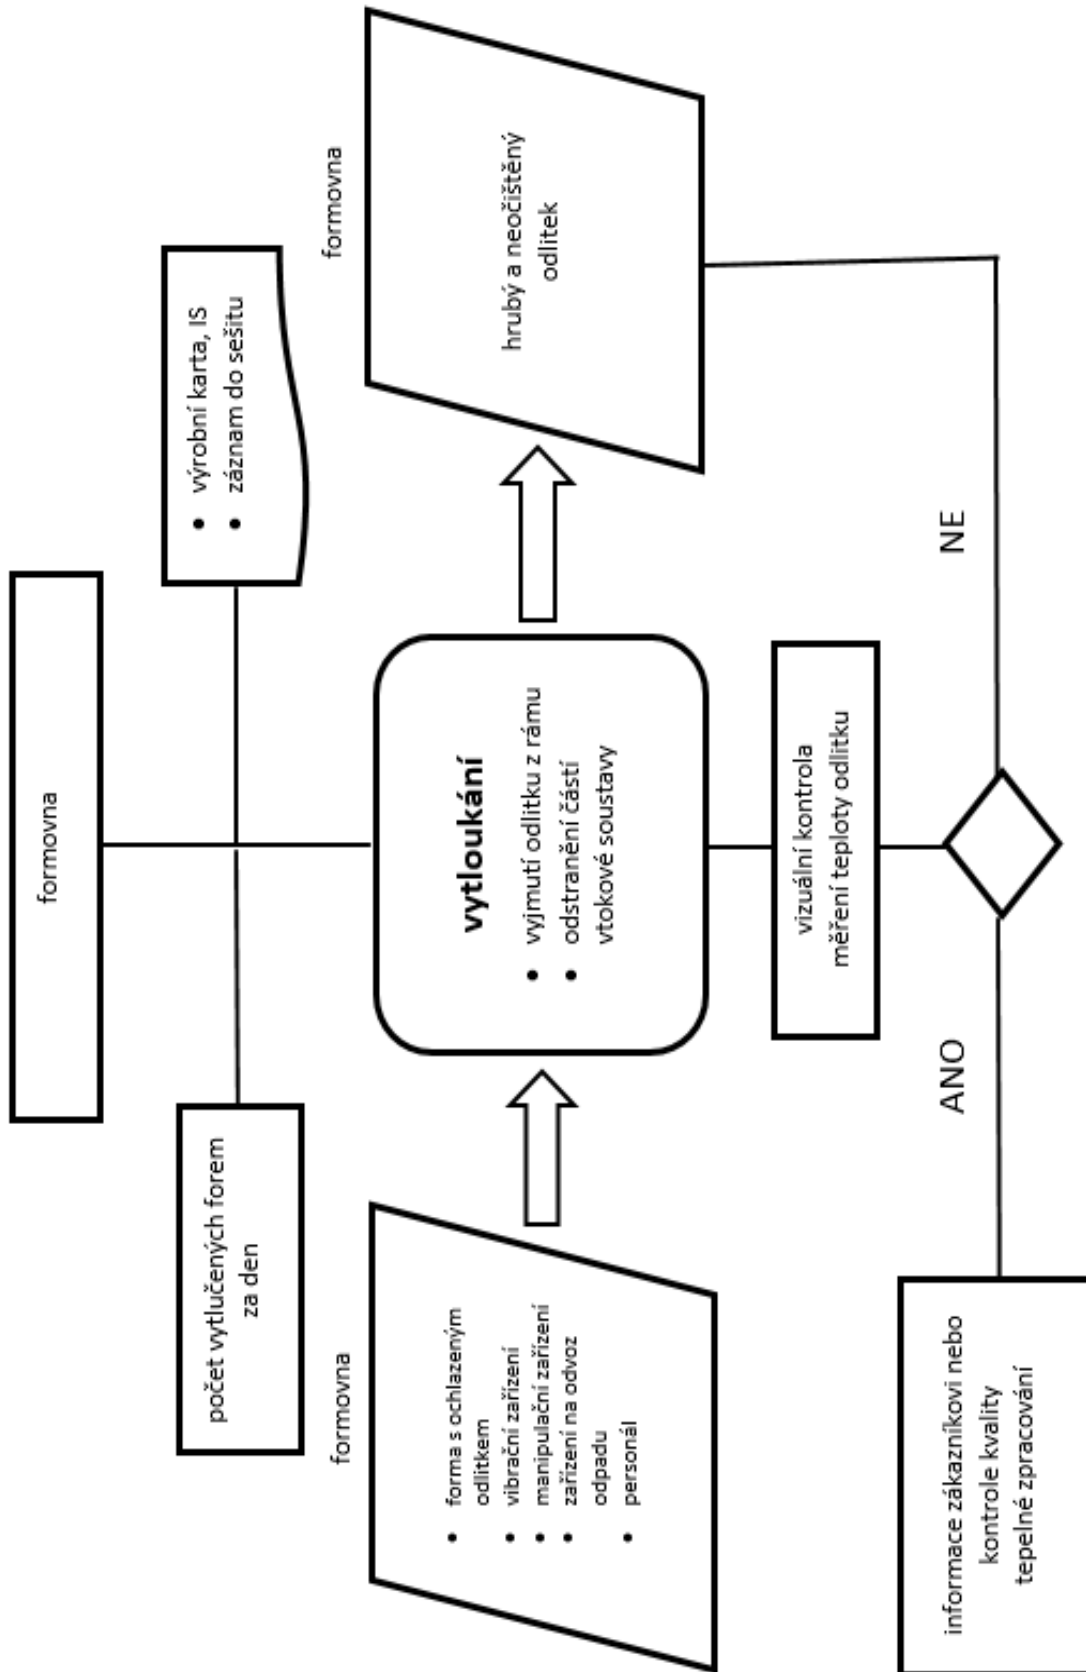 formovna
počet vytlučených forem
za den
• výrobní karta, IS
• záznam do sešitu
formovna
• forma s ochlazeným
odlitkem
• vibrační zařízení
• manipulační zařízení
• zařízení na odvoz
odpadu
• personál
vytloukání
• vyjmutí odlitku z rámu
• odstranění částí
vtokové soustavy
formovna
hrubý a neočištěný
odlitek
vizuální kontrola
měření teploty odlitku
ANO
NE
informace zákazníkovi nebo
kontrole kvality
tepelné zpracování